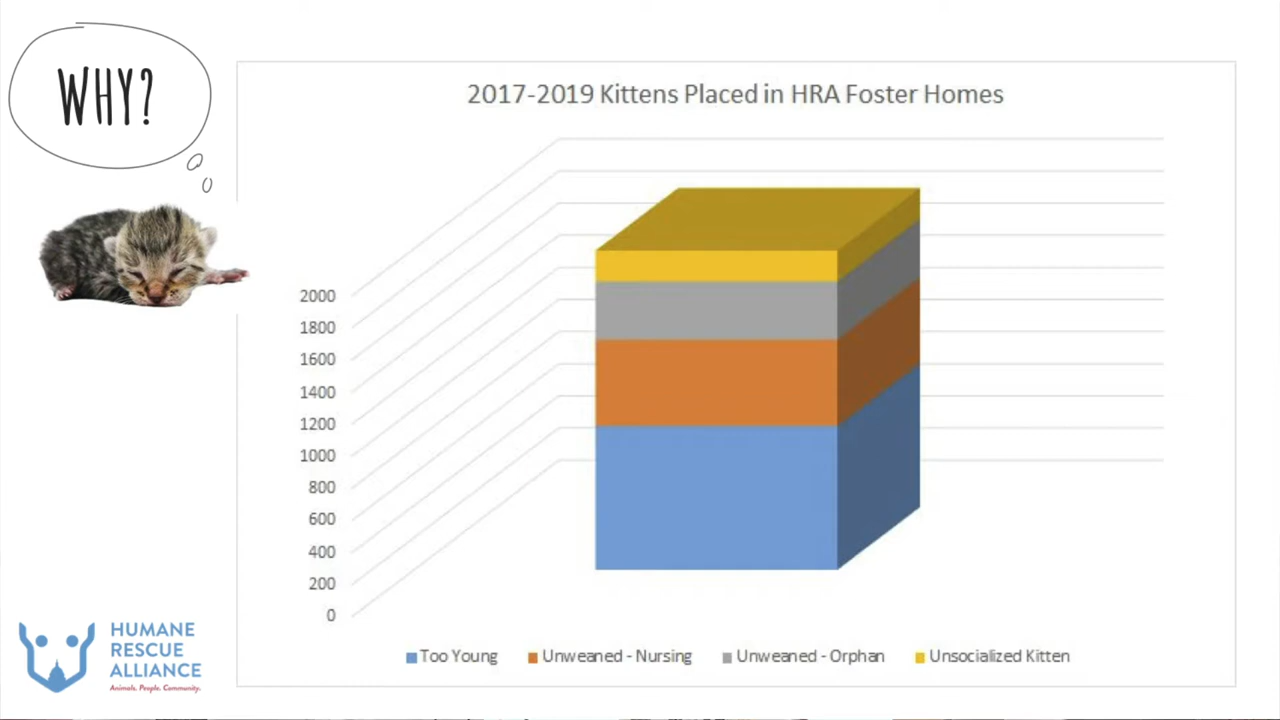 WHY?
2017-2019 Kittens Placed in HRA Foster Homes
2000
1800
1600
1400
1200
1000
800
600
400
200
0
Too Young Unweaned - Nursing Unweaned - Orphan Unsocialized Kitten
HUMANE
RESCUE
ALLIANCE
Animals. People. Community.